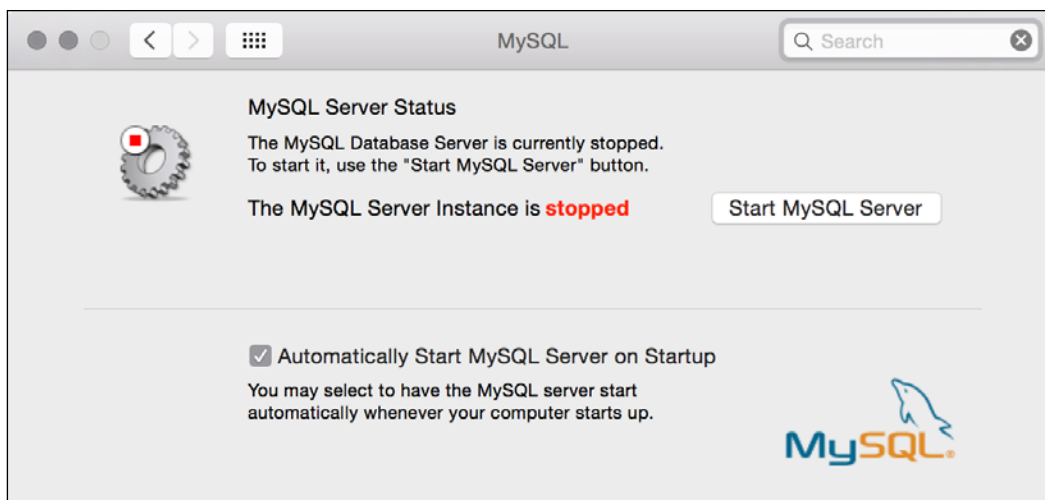 MySQL
Search
MySQL Server Status
The MySQL Database Server is currently stopped.
To start it, use the "Start MySQL Server" button.
The MySQL Server Instance is stopped
Start MySQL Server
Automatically Start MySQL Server on Startup
You may select to have the MySQL server start
automatically whenever your computer starts up.
MySQL®